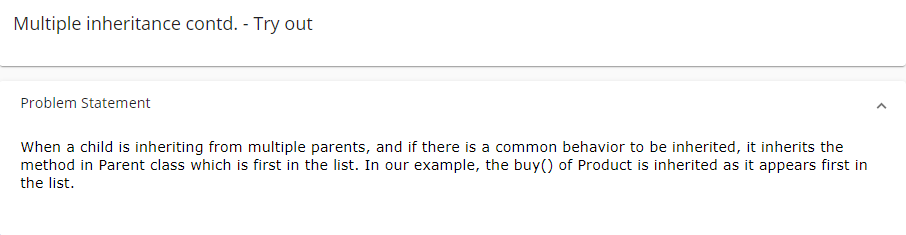 Multiple inheritance contd. - Try out
Problem Statement
When a child is inheriting from multiple parents, and if there is a common behavior to be inherited, it inherits the
method in Parent class which is first in the list. In our example, the buy() of Product is inherited as it appears first in
the list.